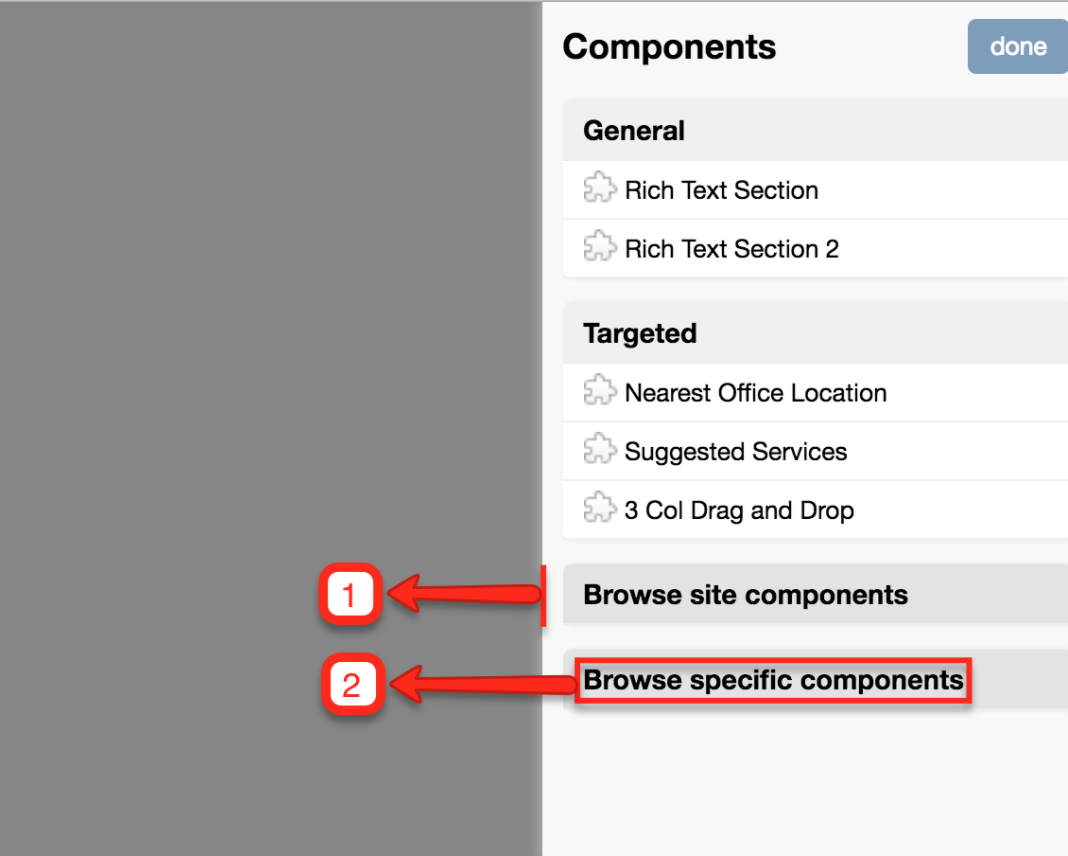 Components
done
General
Rich Text Section
Rich Text Section 2
Targeted
Nearest Office Location
Suggested Services
3 Col Drag and Drop
1
Browse site components
2
Browse specific components